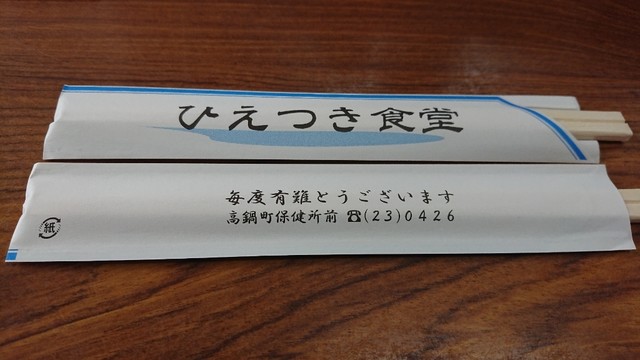 ひえつき食堂
毎度有難とうございます
高鍋町保健所前 ☎(23)0426
紙